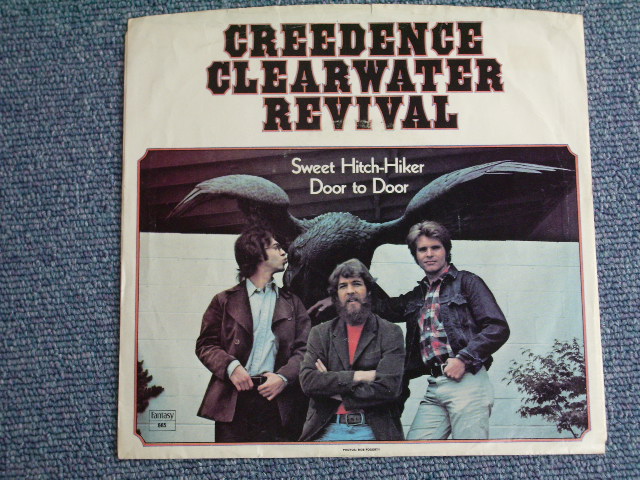 CREEDENCE
CLEARWATER
REVIVAL
Sweet Hitch-Hiker
Door to Door
fantasy
665